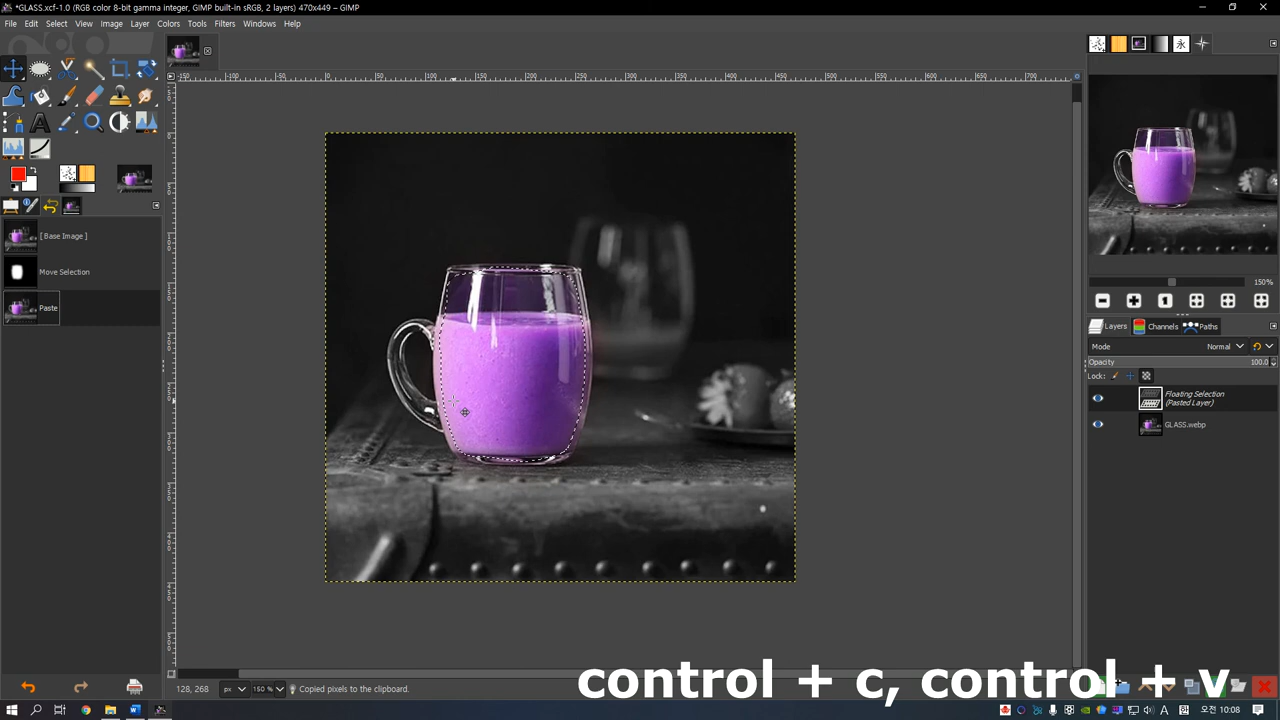 *GLASS.xcf-1.0 (RGB color 8-bit gamma integer, GIMP built-in sRGB, 2 layers) 470x449 – GIMP
File Edit Select View Image Layer Colors Tools Filters Windows Help
[ Base Image ]
Move Selection
Paste
150%
Layers Channels Paths
Mode Normal
Opacity 100.0
Lock:
Floating Selection
(Pasted Layer)
GLASS.webp
128, 268 px 150 % Copied pixels to the clipboard.
control + c, control + v
오전 10:08